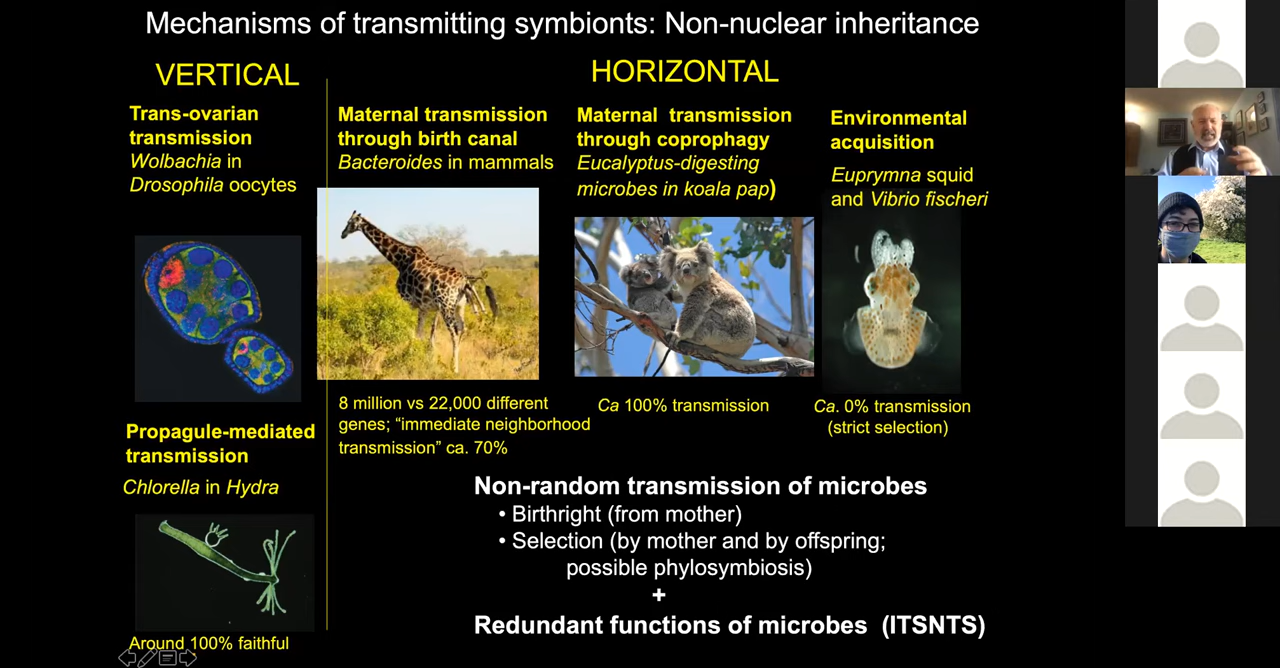 Mechanisms of transmitting symbionts: Non-nuclear inheritance
VERTICAL
Trans-ovarian
transmission
Wolbachia in
Drosophila oocytes
Propagule-mediated
transmission
Chlorella in Hydra
Around 100% faithful
HORIZONTAL
Maternal transmission
through birth canal
Bacteroides in mammals
8 million vs 22,000 different
genes; “immediate neighborhood
transmission” ca. 70%
Maternal transmission
through coprophagy
Eucalyptus-digesting
microbes in koala pap)
Ca 100% transmission
Environmental
acquisition
Euprymna squid
and Vibrio fischeri
Ca. 0% transmission
(strict selection)
Non-random transmission of microbes
• Birthright (from mother)
• Selection (by mother and by offspring;
possible phylosymbiosis)
+
Redundant functions of microbes (ITSNTS)